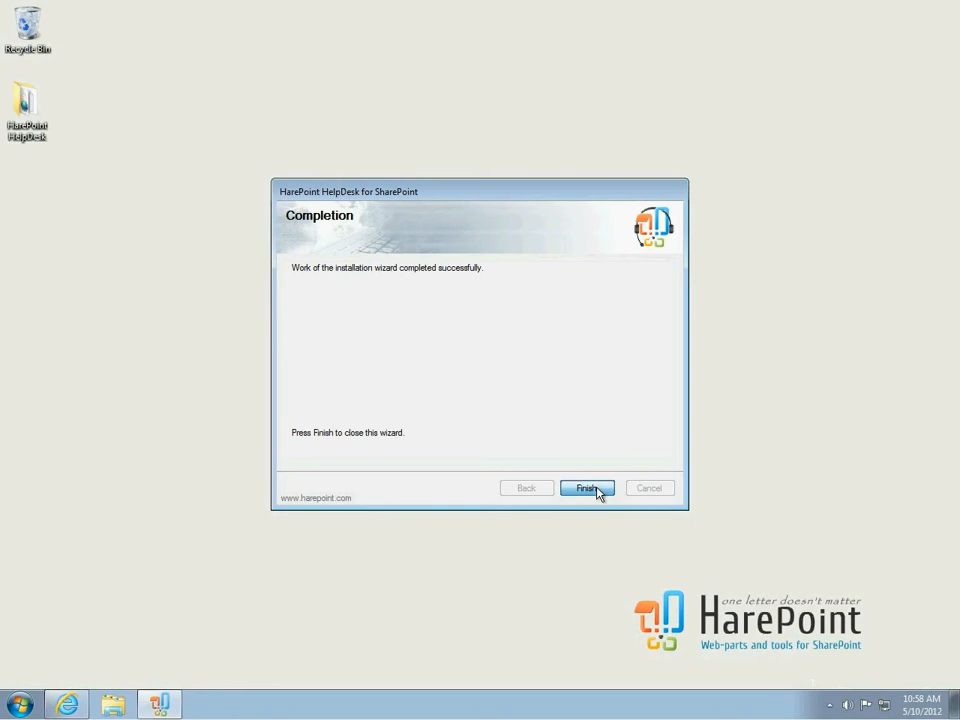 Recycle Bin
HarePoint
HelpDesk
HarePoint HelpDesk for SharePoint
Completion
Work of the installation wizard completed successfully.
Press Finish to close this wizard.
Back
Finish
Cancel
www.harepoint.com
one letter doesn't matter
HarePoint
Web-parts and tools for SharePoint
10:58 AM
5/10/2012